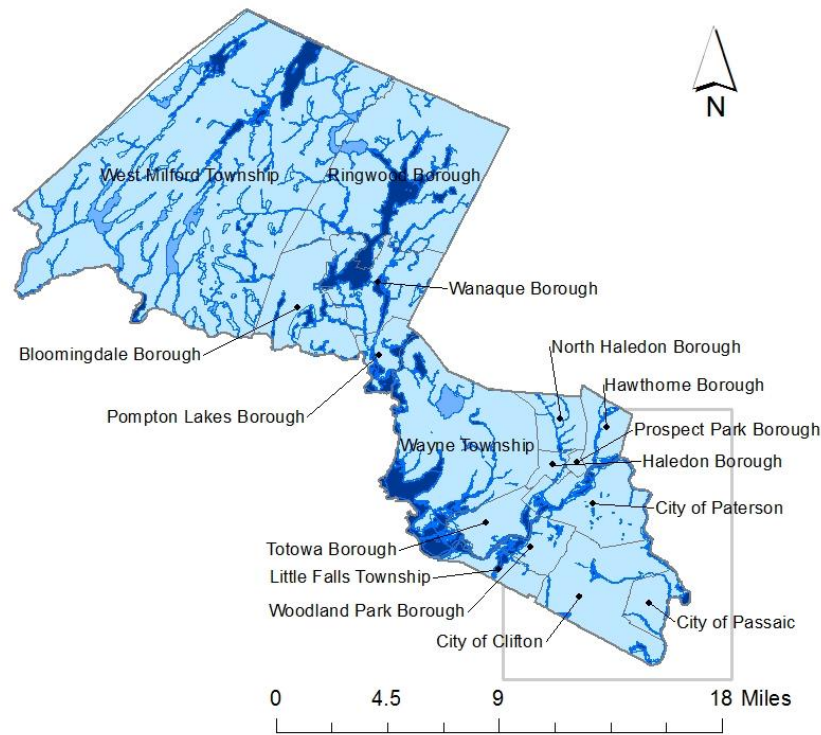 N
West Milford Township
Ringwood Borough
Wanaque Borough
Bloomingdale Borough
North Haledon Borough
Hawthorne Borough
Pompton Lakes Borough
Prospect Park Borough
Wayne Township
Haledon Borough
City of Paterson
Totowa Borough
Little Falls Township
Woodland Park Borough
City of Passaic
City of Clifton
0 4.5 9 18 Miles